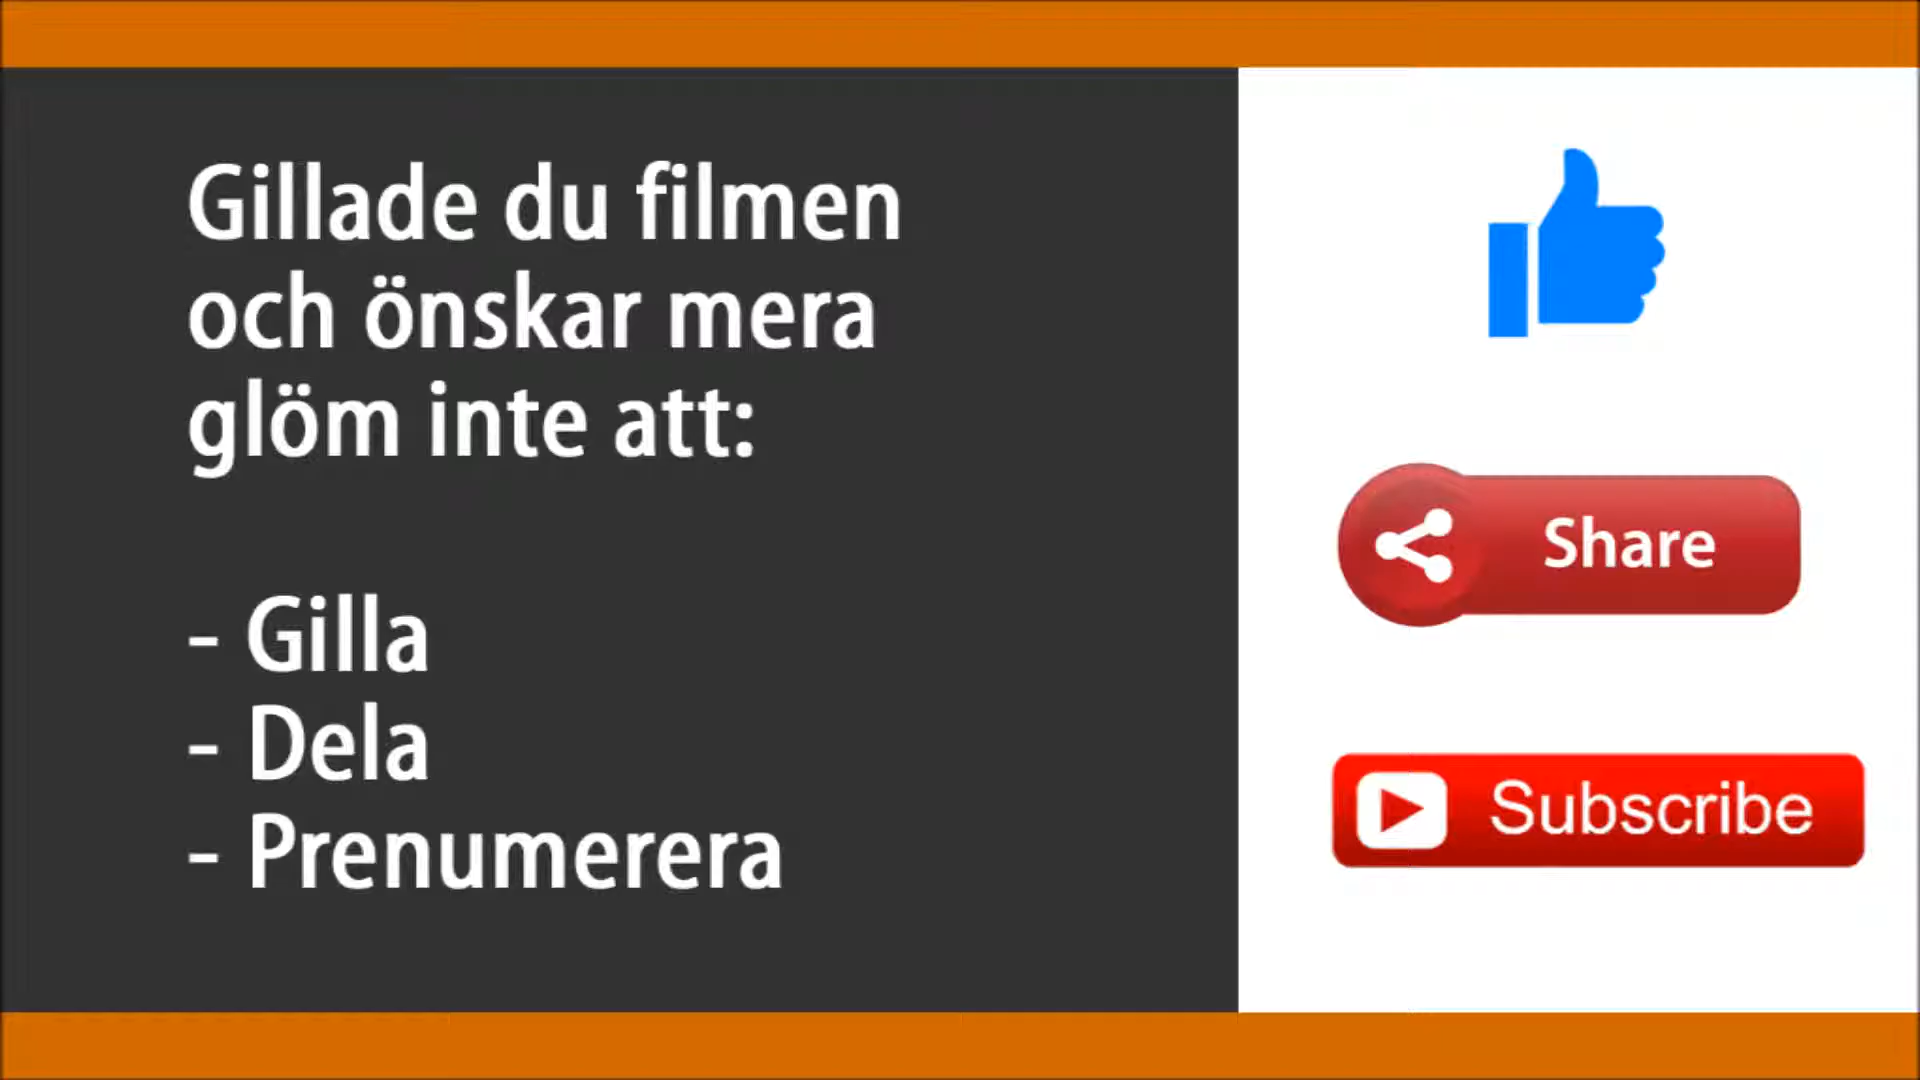 Gillade du filmen
och önskar mera
glöm inte att:
- Gilla
- Dela
- Prenumerera
Share
Subscribe